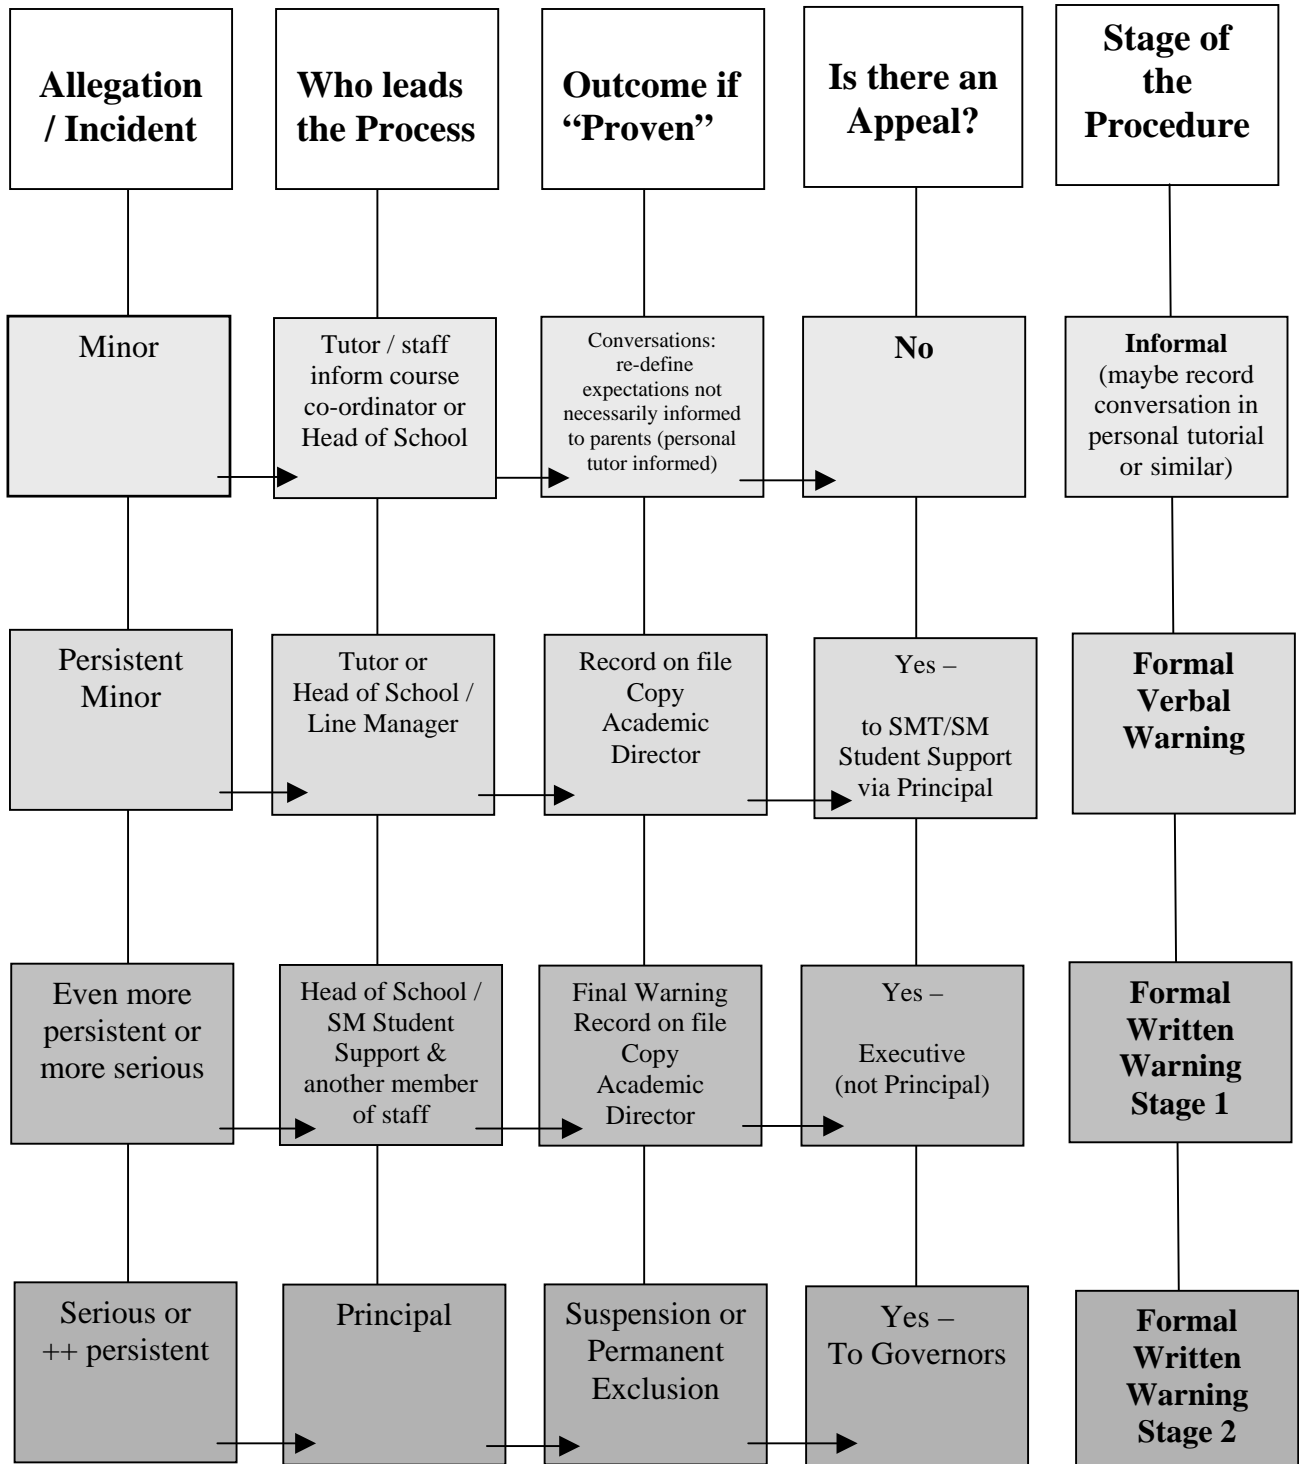 Allegation
/ Incident
Who leads
the Process
Outcome if
“Proven”
Is there an
Appeal?
Stage of
the
Procedure
Minor
Tutor / staff
inform course
co-ordinator or
Head of School
Conversations:
re-define
expectations not
necessarily informed
to parents (personal
tutor informed)
No
Informal
(maybe record
conversation in
personal tutorial
or similar)
Persistent
Minor
Tutor or
Head of School /
Line Manager
Record on file
Copy
Academic
Director
Yes –
to SMT/SM
Student Support
via Principal
Formal
Verbal
Warning
Even more
persistent or
more serious
Head of School /
SM Student
Support &
another member
of staff
Final Warning
Record on file
Copy
Academic
Director
Yes –
Executive
(not Principal)
Formal
Written
Warning
Stage 1
Serious or
++ persistent
Principal
Suspension or
Permanent
Exclusion
Yes –
To Governors
Formal
Written
Warning
Stage 2